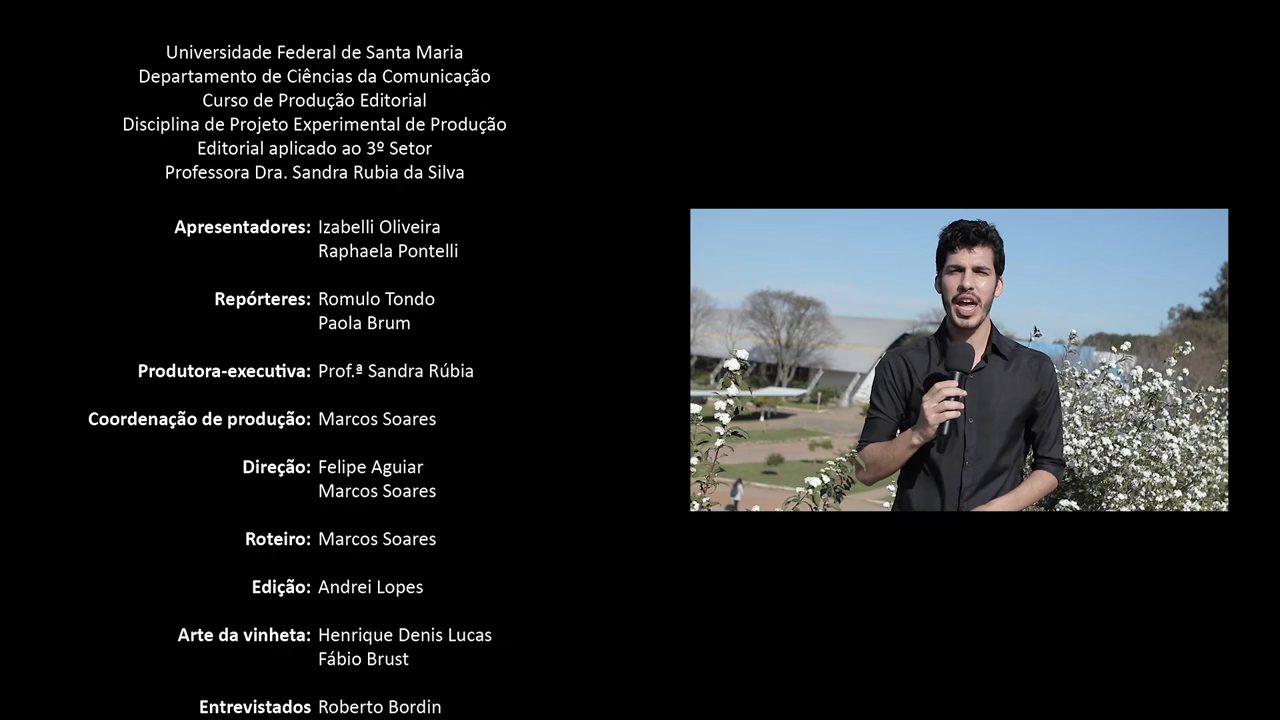 Universidade Federal de Santa Maria
Departamento de Ciências da Comunicação
Curso de Produção Editorial
Disciplina de Projeto Experimental de Produção
Editorial aplicado ao 3º Setor
Professora Dra. Sandra Rubia da Silva
Apresentadores: Izabelli Oliveira
Raphaela Pontelli
Repórteres: Romulo Tondo
Paola Brum
Produtora-executiva: Prof.ª Sandra Rúbia
Coordenação de produção: Marcos Soares
Direção: Felipe Aguiar
Marcos Soares
Roteiro: Marcos Soares
Edição: Andrei Lopes
Arte da vinheta: Henrique Denis Lucas
Fábio Brust
Entrevistados Roberto Bordin